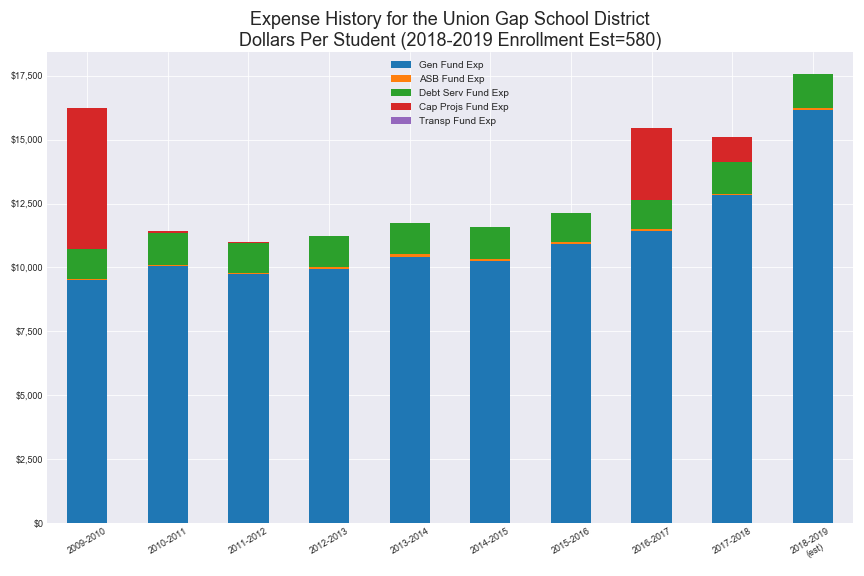 Expense History for the Union Gap School District
Dollars Per Student (2018-2019 Enrollment Est=580)
Gen Fund Exp
ASB Fund Exp
Debt Serv Fund Exp
Cap Projs Fund Exp
Transp Fund Exp
$17,500
$15,000
$12,500
$10,000
$7,500
$5,000
$2,500
$0
2009-2010
2010-2011
2011-2012
2012-2013
2013-2014
2014-2015
2015-2016
2016-2017
2017-2018
2018-2019
(est)